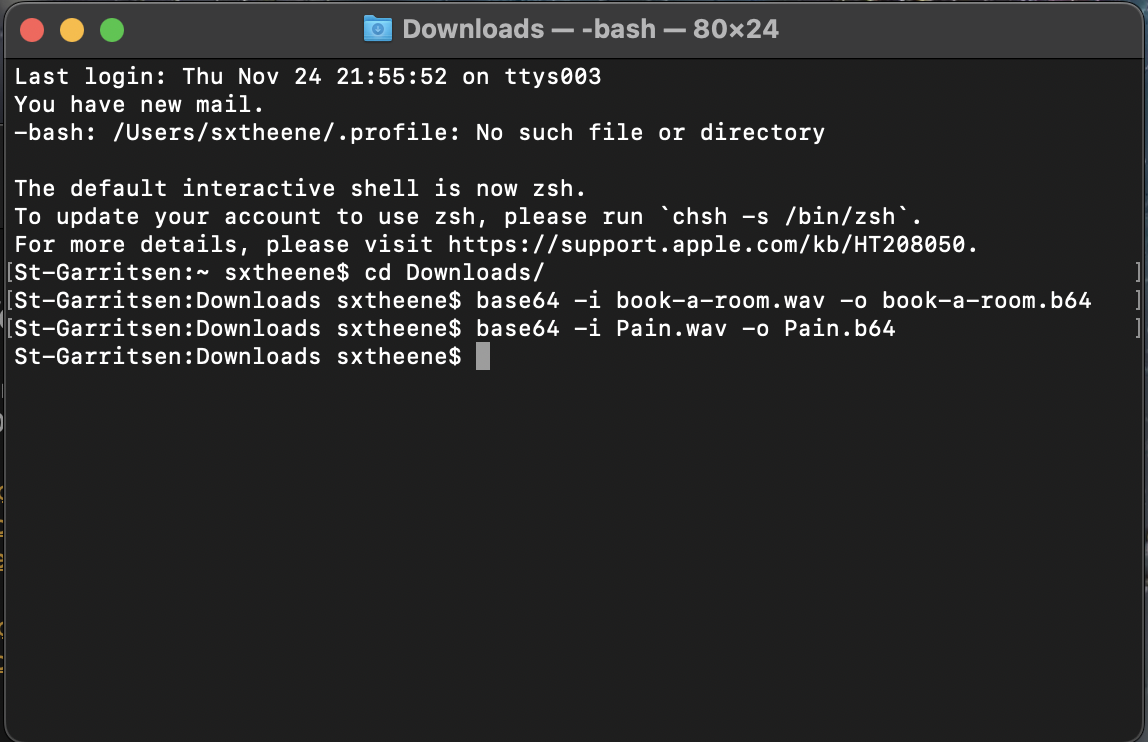 Downloads — -bash — 80×24
Last login: Thu Nov 24 21:55:52 on ttys003
You have new mail.
-bash: /Users/sxtheene/.profile: No such file or directory
The default interactive shell is now zsh.
To update your account to use zsh, please run `chsh -s /bin/zsh`.
For more details, please visit https://support.apple.com/kb/HT208050.
[St-Garritsen:~ sxtheene$ cd Downloads/ ]
[St-Garritsen:Downloads sxtheene$ base64 -i book-a-room.wav -o book-a-room.b64 ]
[St-Garritsen:Downloads sxtheene$ base64 -i Pain.wav -o Pain.b64 ]
St-Garritsen:Downloads sxtheene$